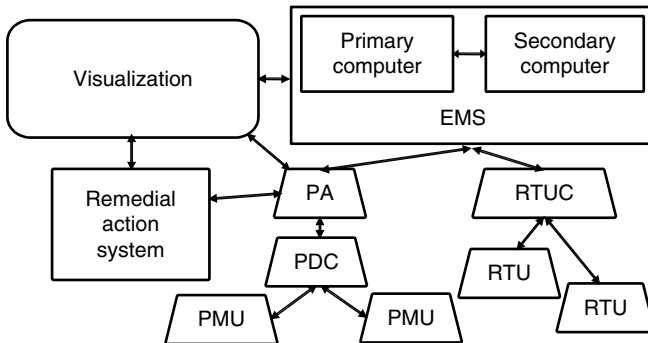 Visualization
Primary
computer
Secondary
computer
EMS
Remedial
action
system
PA
RTUC
PDC
RTU
RTU
PMU
PMU